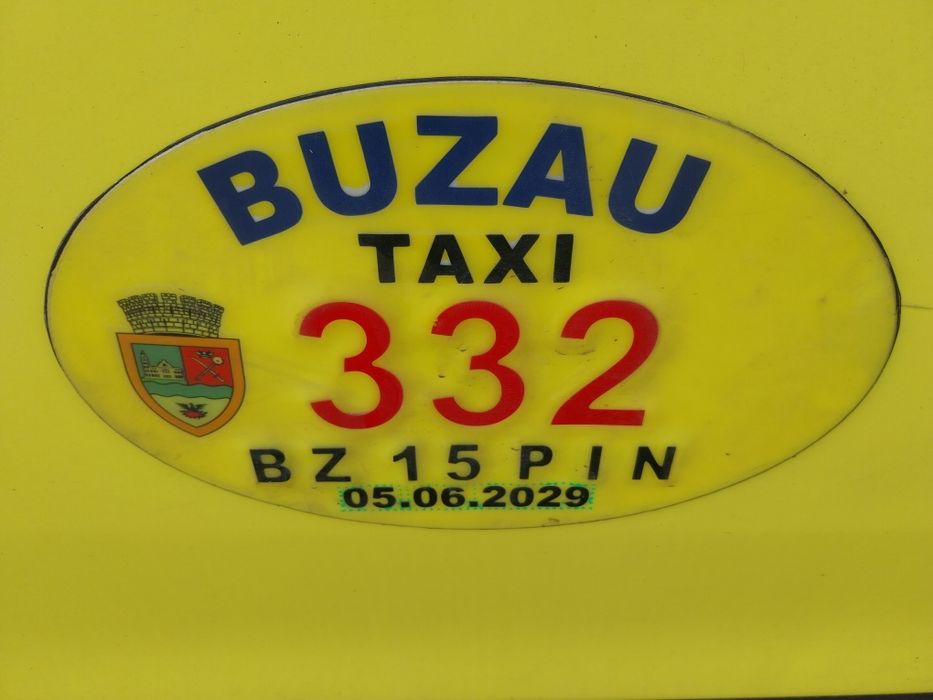 BUZAU
TAXI
332
BZ 15 PIN
05.06.2029